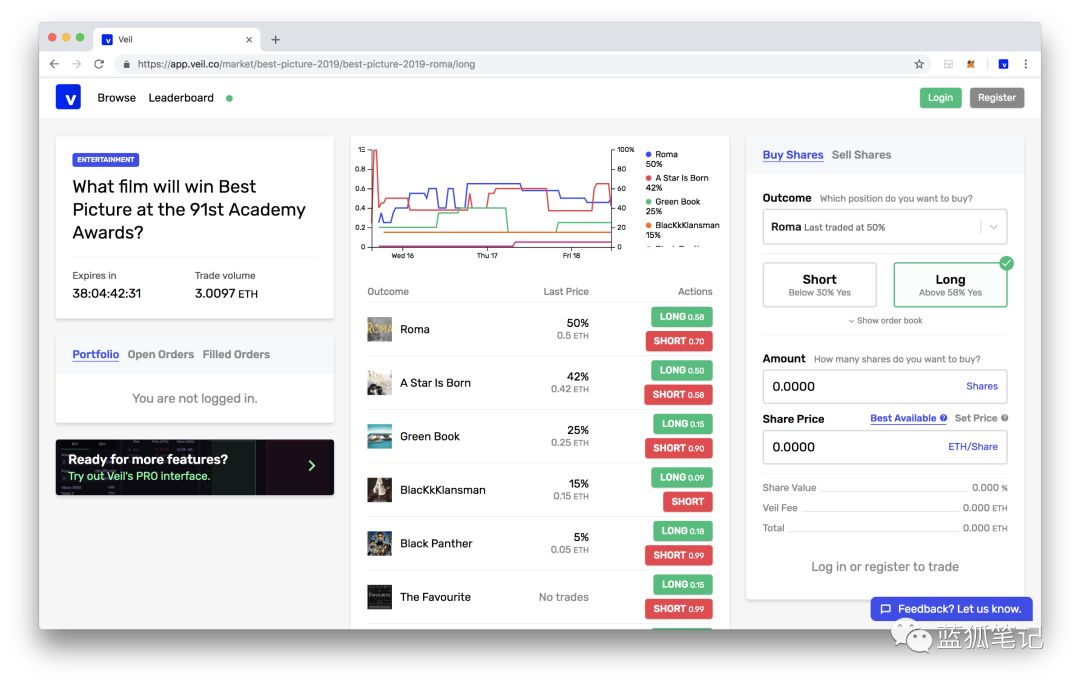 Veil
https://app.veil.co/market/best-picture-2019/best-picture-2019-roma/long
v Browse Leaderboard
Login Register
ENTERTAINMENT
What film will win Best
Picture at the 91st Academy
Awards?
Expires in Trade volume
38:04:42:31 3.0097 ETH
Portfolio Open Orders Filled Orders
You are not logged in.
Ready for more features?
Try out Veil's PRO interface.
0.8
0.6
0.4
0.2
0
Wed 16 Thu 17 Fri 18
100%
80
60
40
20
0
Roma
50%
A Star Is Born
42%
Green Book
25%
BlacKkKlansman
15%
Outcome Last Price Actions
Roma 50% LONG 0.58
0.5 ETH SHORT 0.70
A Star Is Born 42% LONG 0.50
0.42 ETH SHORT 0.58
Green Book 25% LONG 0.15
0.25 ETH SHORT 0.90
BlacKkKlansman 15% LONG 0.09
0.15 ETH SHORT
Black Panther 5% LONG 0.18
0.05 ETH SHORT 0.99
The Favourite No trades LONG 0.15
SHORT 0.99
Buy Shares Sell Shares
Outcome Which position do you want to buy?
Roma Last traded at 50%
Short Long
Below 30% Yes Above 58% Yes
Show order book
Amount How many shares do you want to buy?
0.0000 Shares
Share Price Best Available Set Price
0.0000 ETH/Share
Share Value 0.000 %
Veil Fee 0.000 ETH
Total 0.000 ETH
Log in or register to trade
Feedback? Let us know.
蓝狐笔记